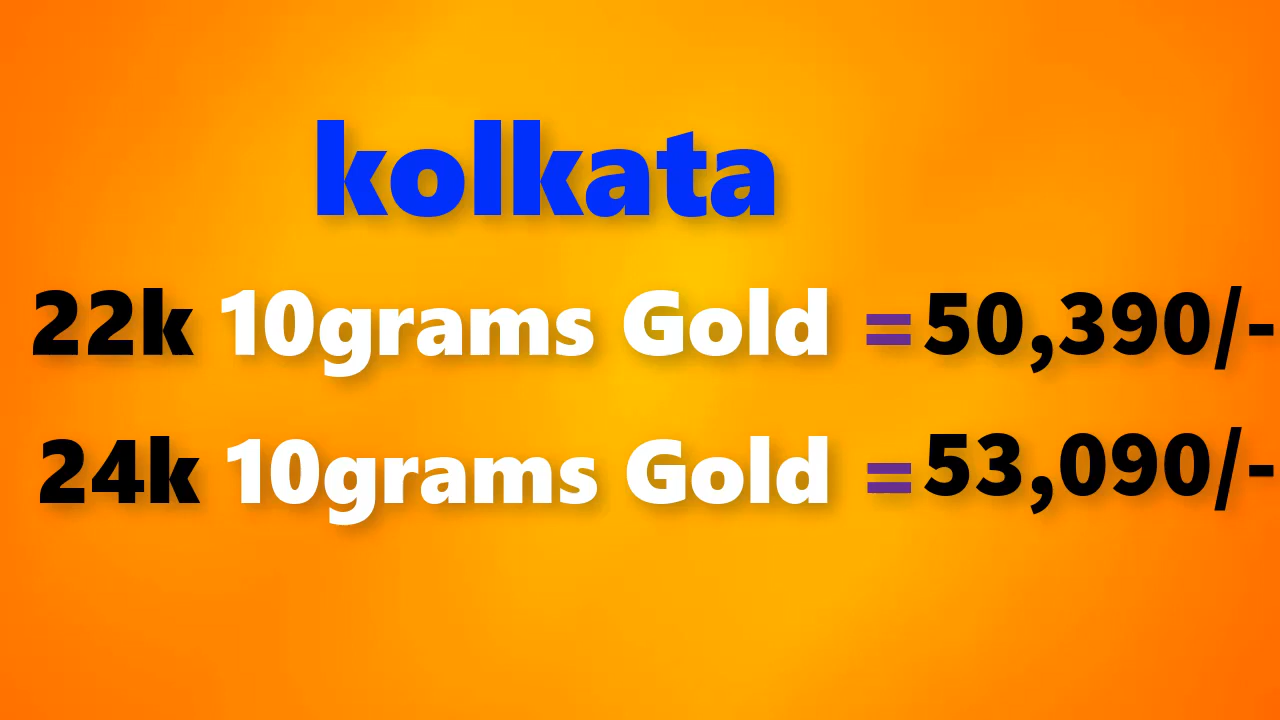 kolkata
22k 10grams Gold =50,390/-
24k 10grams Gold =53,090/-